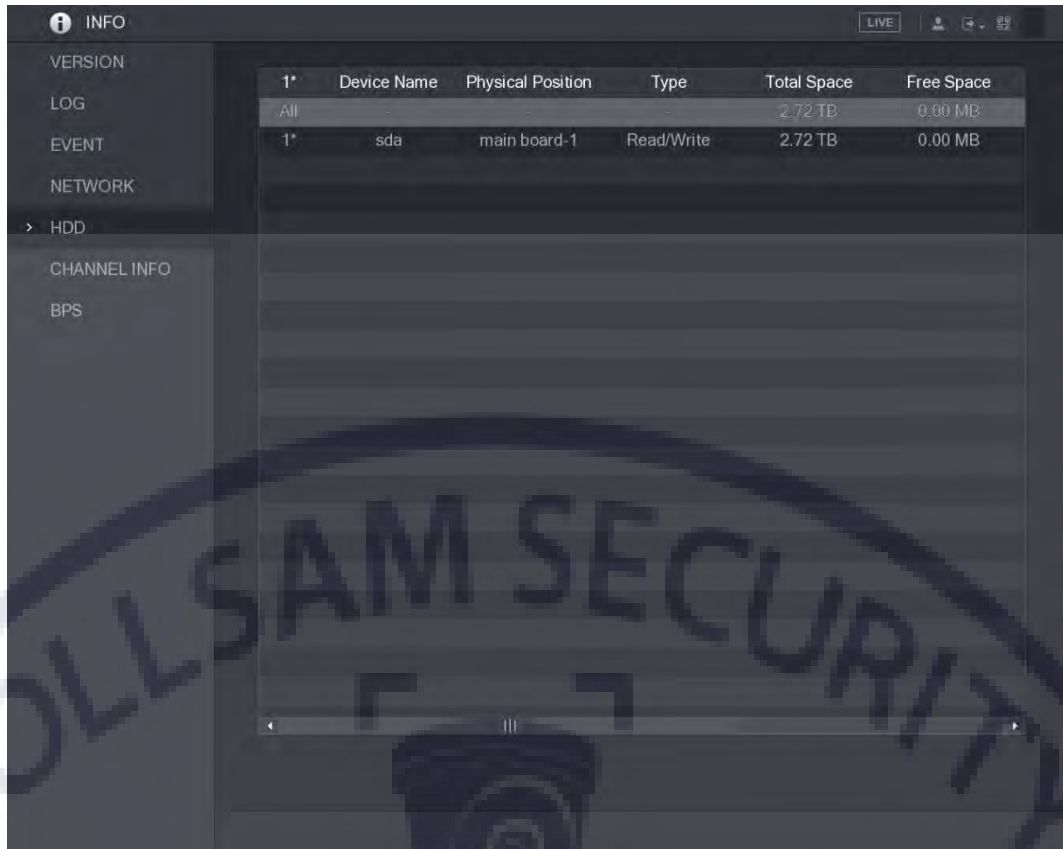 INFO
LIVE
VERSION
LOG
EVENT
NETWORK
HDD
CHANNEL INFO
BPS
1* Device Name Physical Position Type Total Space Free Space
All - - - 2.72 TB 0.00 MB
1* sda main board-1 Read/Write 2.72 TB 0.00 MB
OLLSAM SECURITY